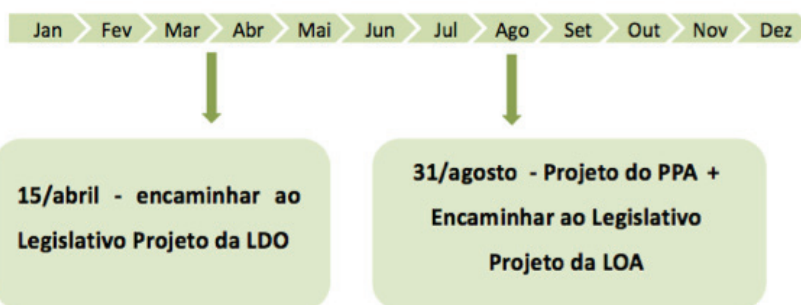 Jan Fev Mar Abr Mai Jun Jul Ago Set Out Nov Dez
15/abril - encaminhar ao
Legislativo Projeto da LDO
31/agosto - Projeto do PPA +
Encaminhar ao Legislativo
Projeto da LOA